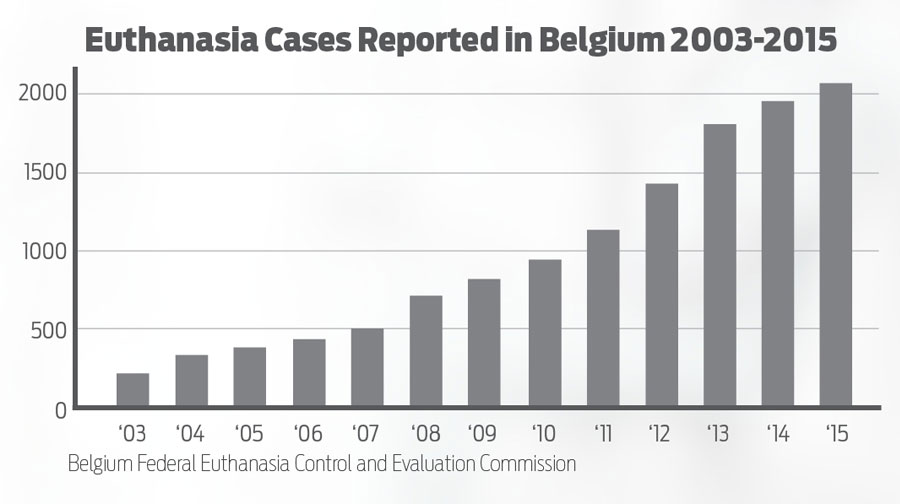 Euthanasia Cases Reported in Belgium 2003-2015
2000
1500
1000
500
0
‘03 ‘04 ‘05 ‘06 ‘07 ‘08 ‘09 ‘10 ‘11 ‘12 ‘13 ‘14 ‘15
Belgium Federal Euthanasia Control and Evaluation Commission